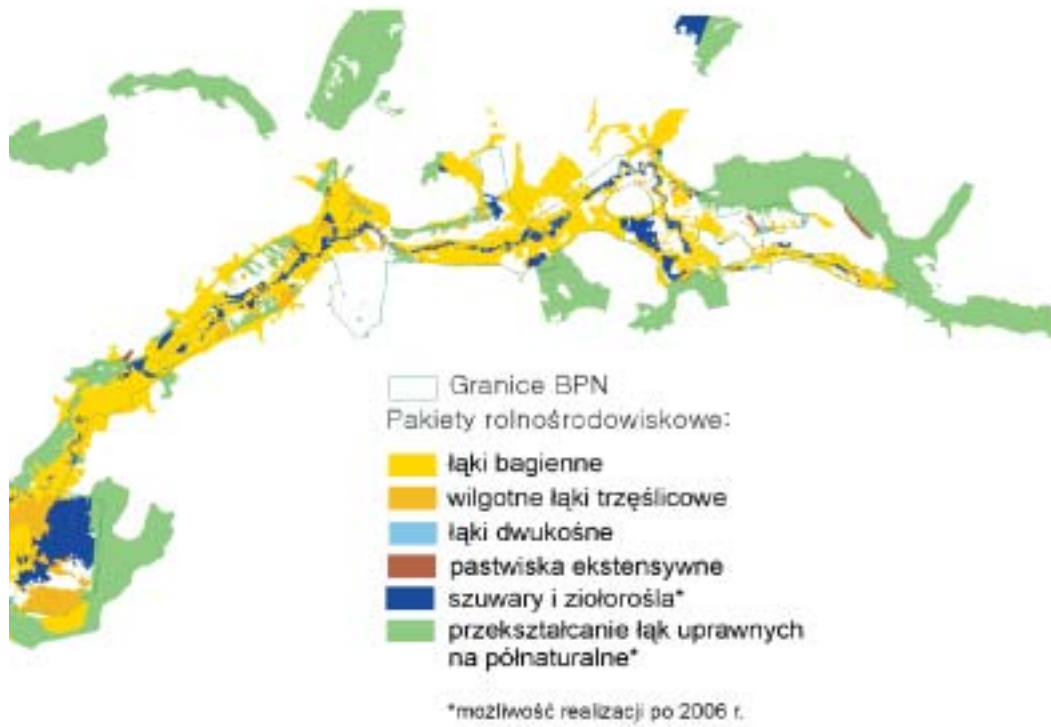 Granice BPN
Pakiety rolnośrodowiskowe:
łąki bagienne
wilgotne łąki trzęślicowe
łąki dwukośne
pastwiska ekstensywne
szuwary i ziołorośla*
przekształcanie łąk uprawnych
na półnaturalne*
*możliwość realizacji po 2006 r.